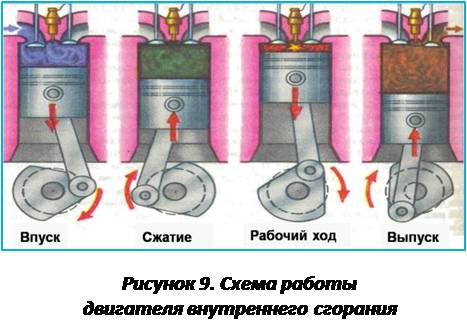 Впуск
Сжатие
Рабочий ход
Выпуск
Рисунок 9. Схема работы
двигателя внутреннего сгорания